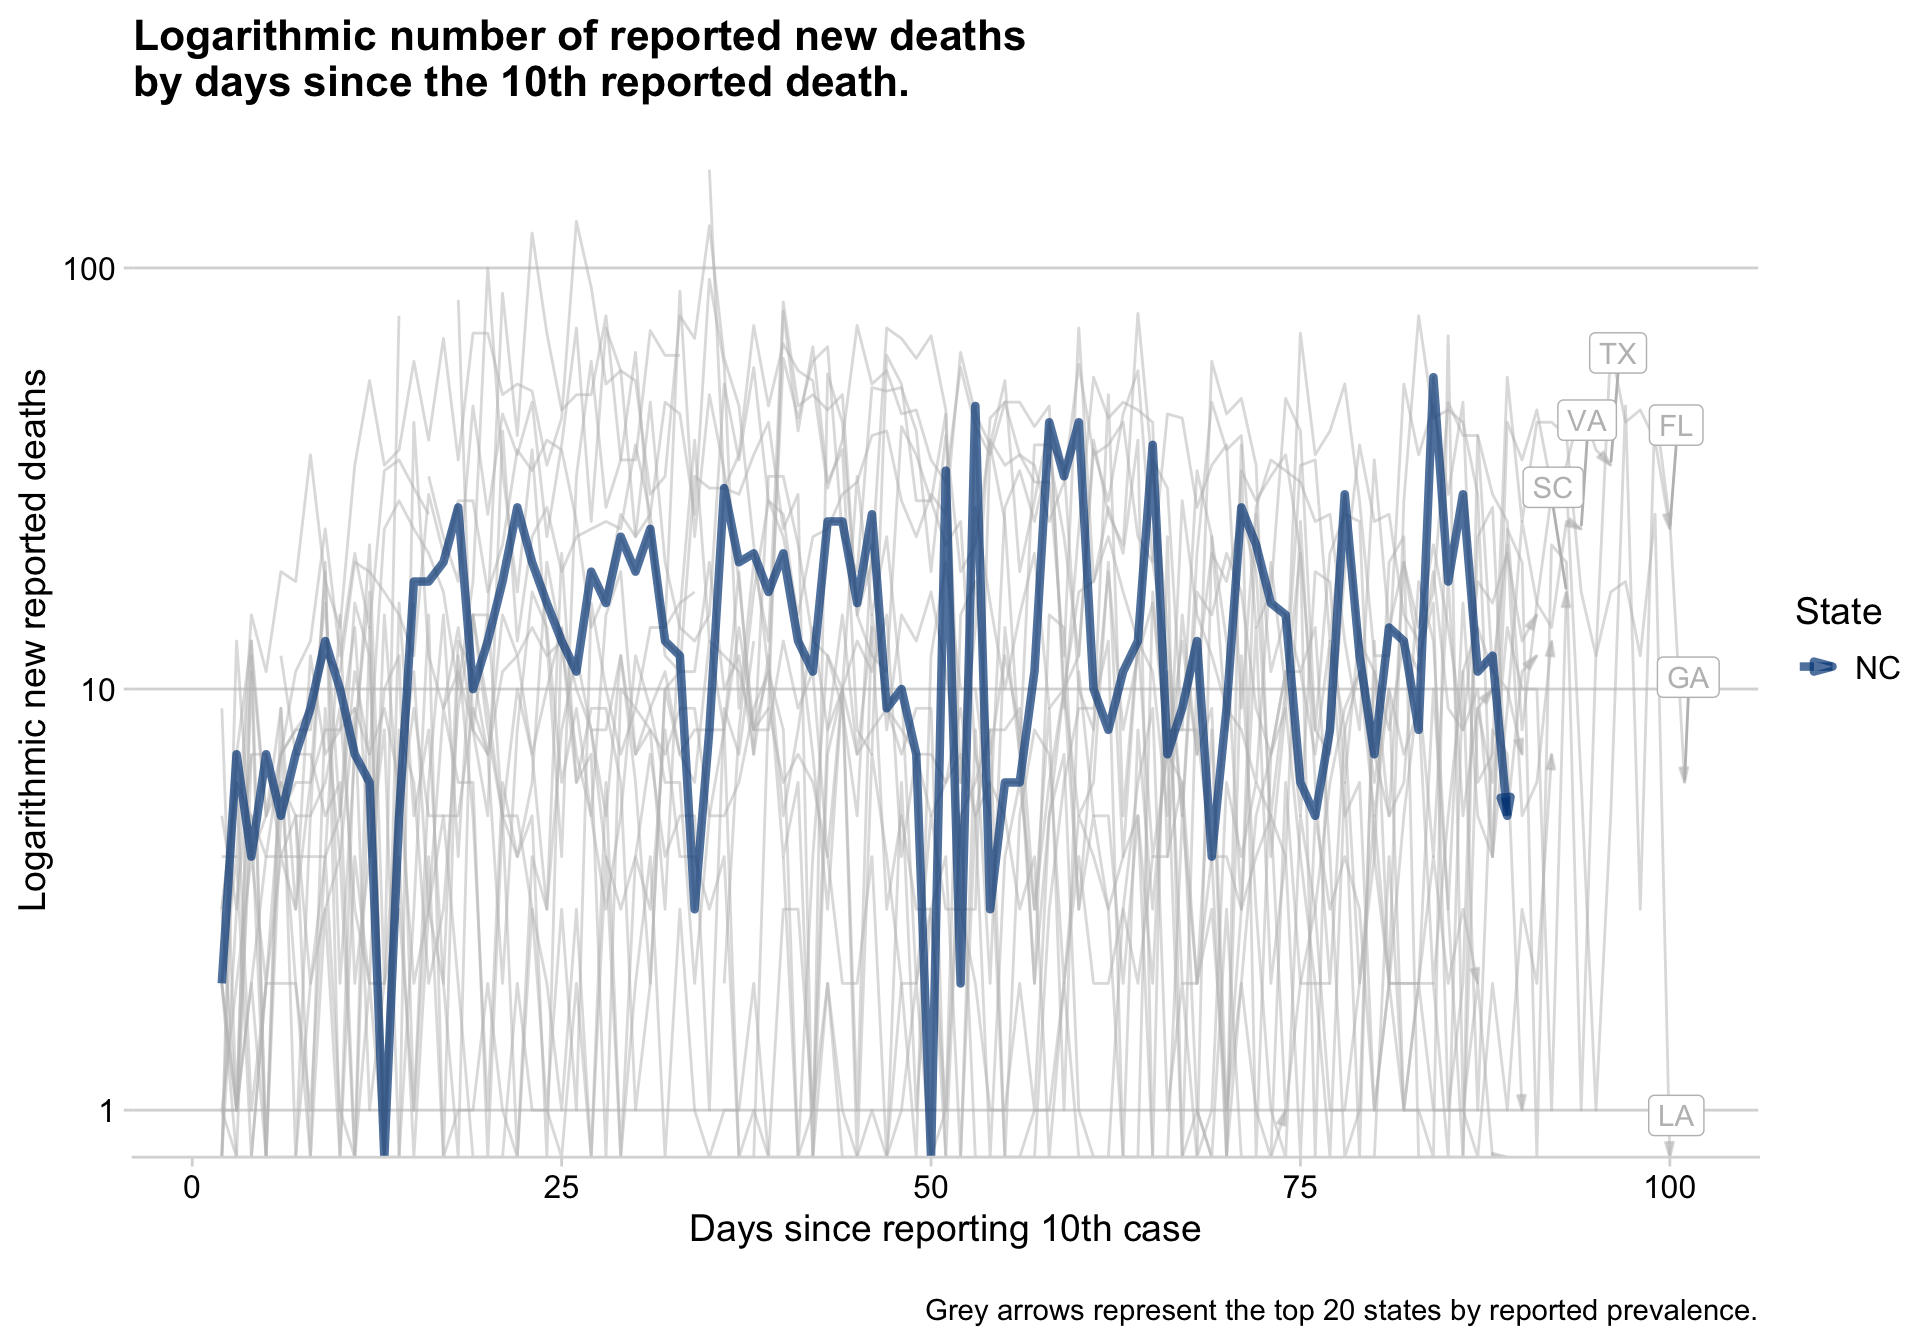 Logarithmic number of reported new deaths
by days since the 10th reported death.
Logarithmic new reported deaths
100
10
1
TX
VA
FL
SC
GA
LA
State
NC
0 25 50 75 100
Days since reporting 10th case
Grey arrows represent the top 20 states by reported prevalence.